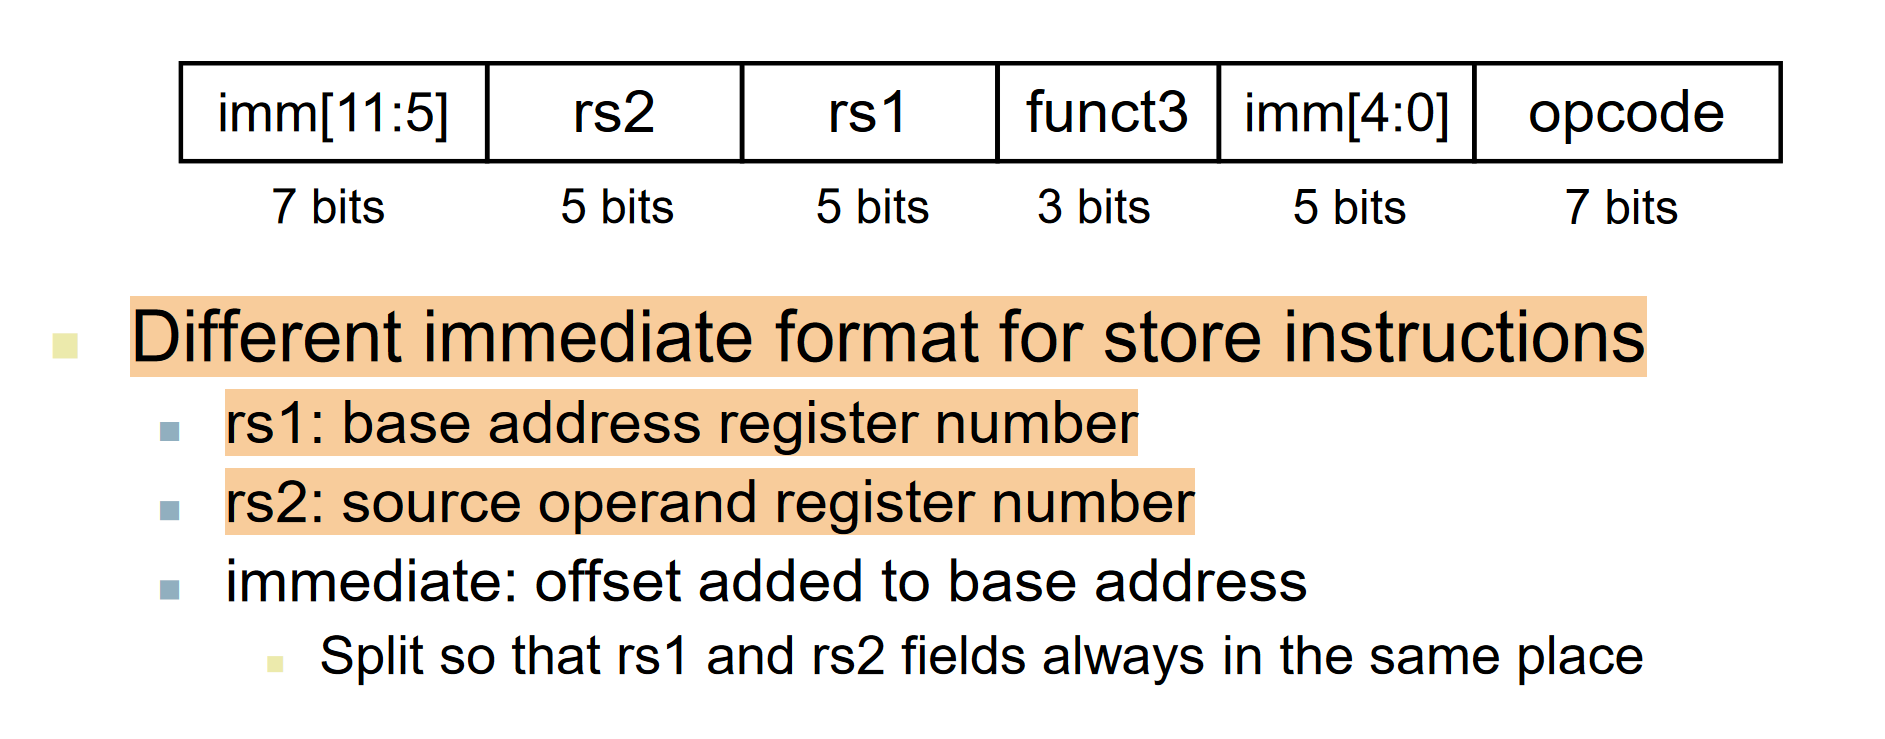 imm[11:5] rs2 rs1 funct3 imm[4:0] opcode
7 bits 5 bits 5 bits 3 bits 5 bits 7 bits
Different immediate format for store instructions
rs1: base address register number
rs2: source operand register number
immediate: offset added to base address
Split so that rs1 and rs2 fields always in the same place